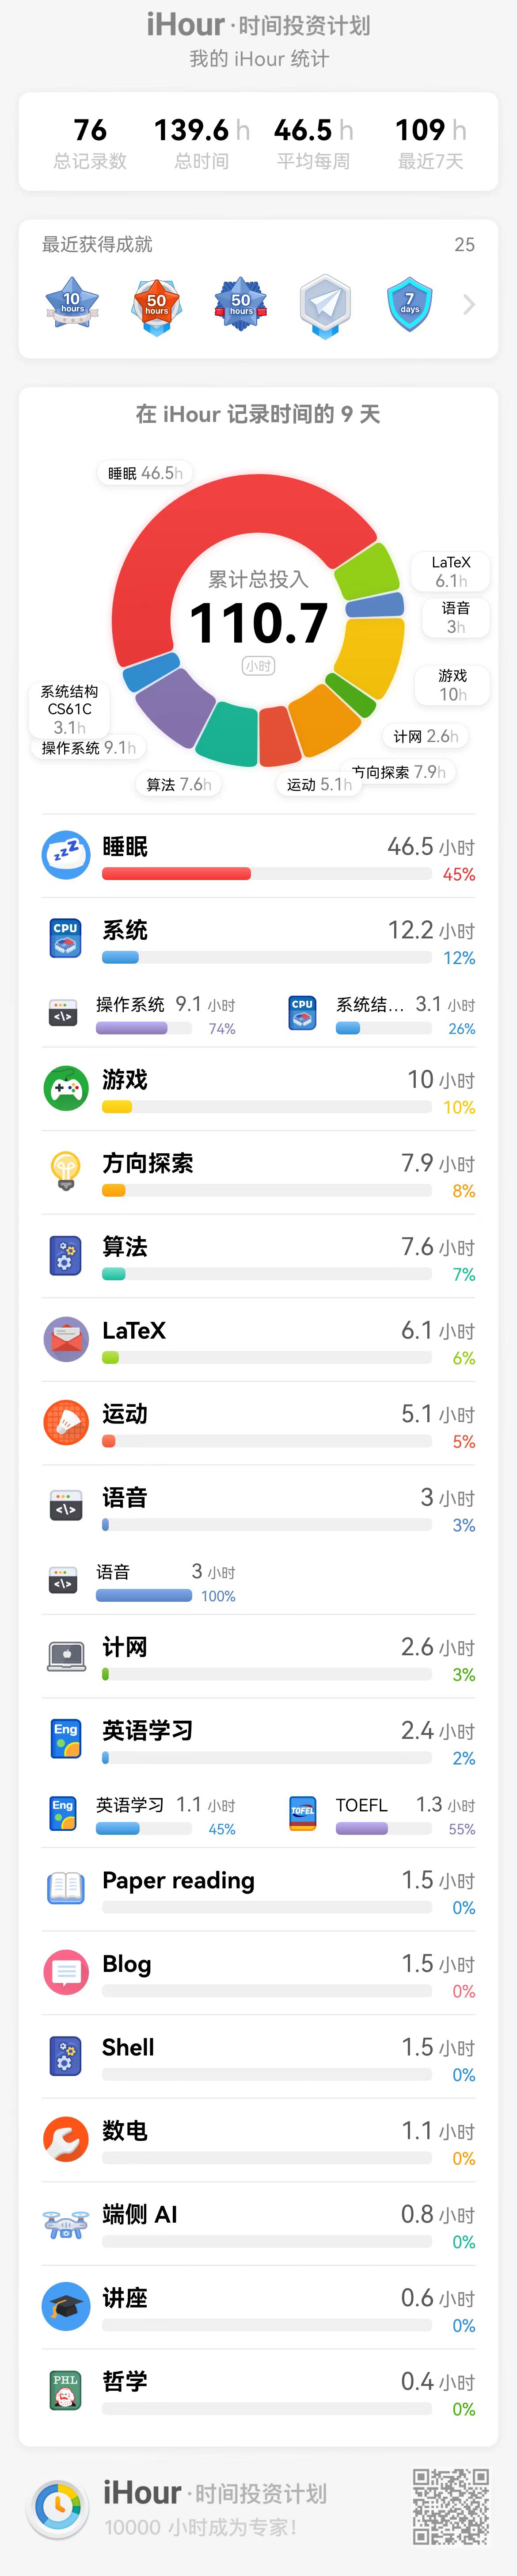 iHour · 时间投资计划
我的 iHour 统计
76 139.6 h 46.5 h 109 h
总记录数 总时间 平均每周 最近7天
最近获得成就 25
10 hours
50 hours
50 hours
7 days
在 iHour 记录时间的 9 天
睡眠 46.5h
LaTeX
6.1h
语音
3h
游戏
10h
计网 2.6h
方向探索 7.9h
运动 5.1h
算法 7.6h
操作系统 9.1h
系统结构
CS61C
3.1h
累计总投入
110.7
小时
zzz
睡眠 46.5 小时
45%
CPU
系统 12.2 小时
12%
操作系统 9.1 小时
74%
CPU
系统结... 3.1 小时
26%
游戏 10 小时
10%
方向探索 7.9 小时
8%
算法 7.6 小时
7%
LaTeX 6.1 小时
6%
运动 5.1 小时
5%
</>
语音 3 小时
3%
</>
语音 3 小时
100%
计网 2.6 小时
3%
Eng
英语学习 2.4 小时
2%
Eng
英语学习 1.1 小时
45%
TOFEL
TOEFL 1.3 小时
55%
Paper reading 1.5 小时
0%
Blog 1.5 小时
0%
Shell 1.5 小时
0%
数电 1.1 小时
0%
端侧 AI 0.8 小时
0%
讲座 0.6 小时
0%
PHL
哲学 0.4 小时
0%
iHour · 时间投资计划
10000 小时成为专家！